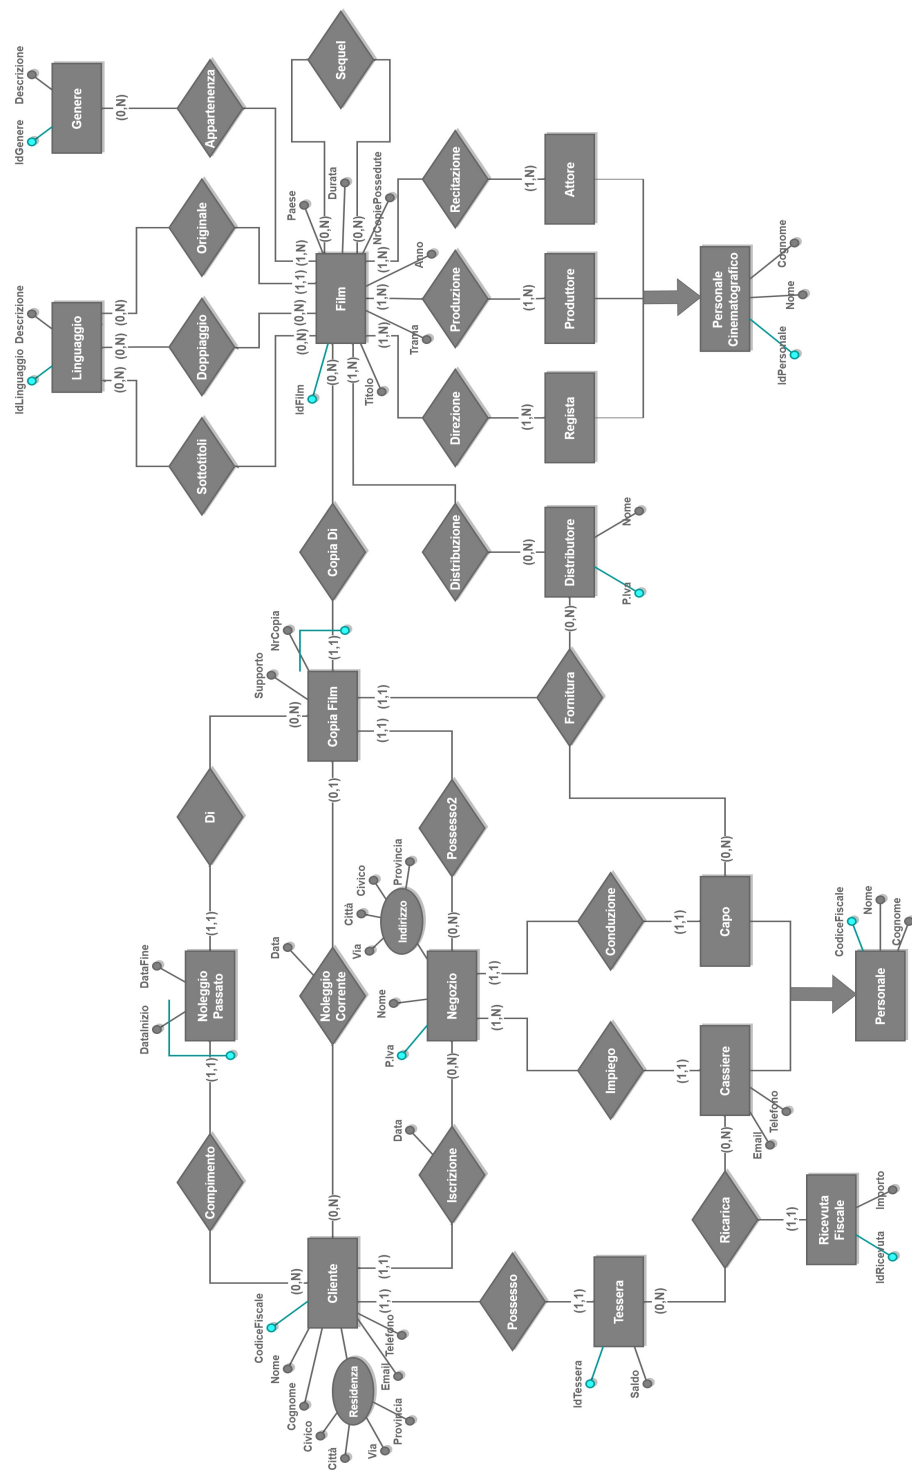 Genere
Descrizione
IdGenere
(0,N)
Appartenenza
Sequel
Linguaggio
Descrizione
IdLinguaggio
(0,N)
(0,N)
(0,N)
Originale
Doppiaggio
Sottotitoli
Film
(1,N)
(1,1)
(0,N)
(0,N)
Paese
(0,N)
Durata
(0,N)
NrCopiePossedute
(1,N)
Anno
(1,N)
Trama
(1,N)
Titolo
IdFilm
(0,N)
(1,N)
Recitazione
Produzione
Direzione
(1,N)
(1,N)
(1,N)
Attore
Produttore
Regista
Personale
Cinematografico
Cognome
Nome
IdPersonale
Copia Di
Distribuzione
(0,N)
Distributore
Nome
P.Iva
(0,N)
Fornitura
Copia Film
Supporto
NrCopia
(1,1)
(0,N)
(1,1)
(1,1)
(0,1)
Di
Possesso2
(1,1)
Noleggio
Passato
DataFine
DataInizio
(1,1)
Noleggio
Corrente
Data
Negozio
Nome
P.Iva
Indirizzo
Via
Città
Civico
Provincia
(0,N)
(1,1)
(1,N)
(0,N)
Conduzione
Impiego
(1,1)
(1,1)
(0,N)
Capo
Cassiere
Email
Telefono
(0,N)
Personale
CodiceFiscale
Nome
Cognome
Compimento
Iscrizione
Data
Cliente
(0,N)
(0,N)
(1,1)
(1,1)
CodiceFiscale
Nome
Cognome
Residenza
Civico
Città
Via
Provincia
Email
Telefono
Possesso
(1,1)
Tessera
IdTessera
Saldo
(0,N)
Ricarica
(1,1)
Ricevuta
Fiscale
Importo
IdRicevuta